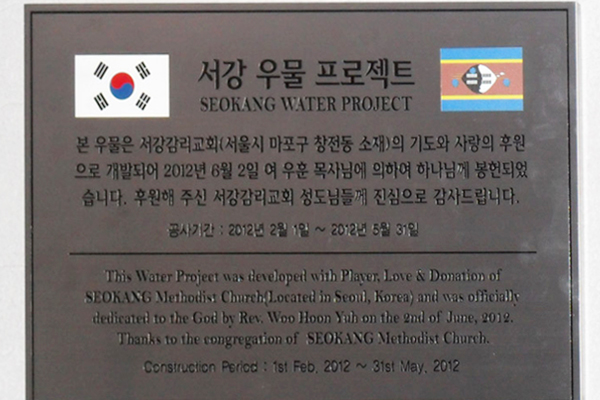 서강 우물 프로젝트
SEOKANG WATER PROJECT
본 우물은 서강감리교회(서울시 마포구 창전동 소재)의 기도와 사랑의 후원
으로 개발되어 2012년 6월 2일 여 우훈 목사님에 의하여 하나님께 봉헌되었
습니다. 후원해 주신 서강감리교회 성도님들께 진심으로 감사드립니다.
공사기간 : 2012년 2월 1일 ~ 2012년 5월 31일
This Water Project was developed with Player, Love & Donation of
SEOKANG Methodist Church(Located in Seoul, Korea) and was officially
dedicated to the God by Rev. Woo Hoon Yuh on the 2nd of June, 2012.
Thanks to the congregation of SEOKANG Methodist Church.
Construction Period : 1st Feb, 2012 ~ 31st May, 2012